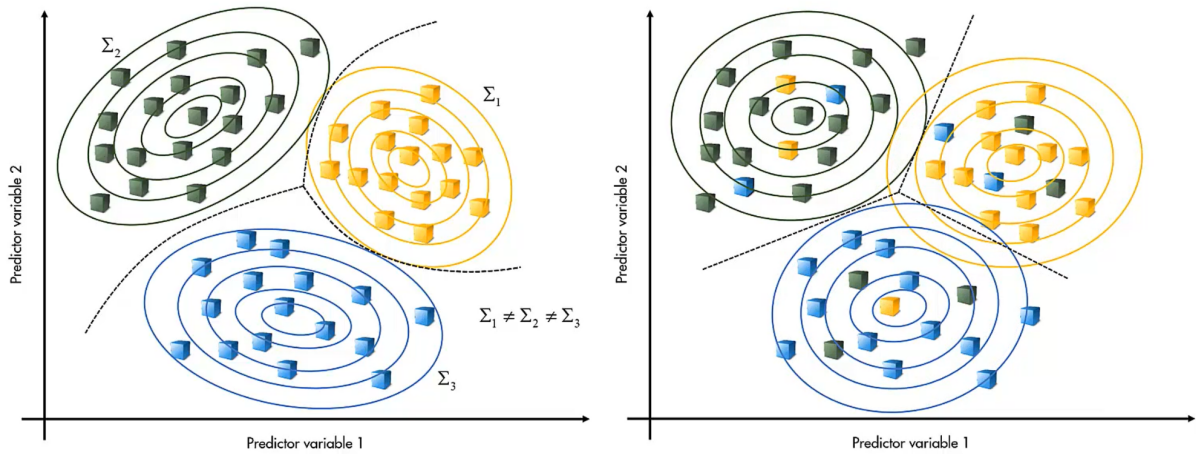 Σ₂
Σ₁
Predictor variable 2
Σ₁ ≠ Σ₂ ≠ Σ₃
Σ₃
Predictor variable 1
Predictor variable 2
Predictor variable 1